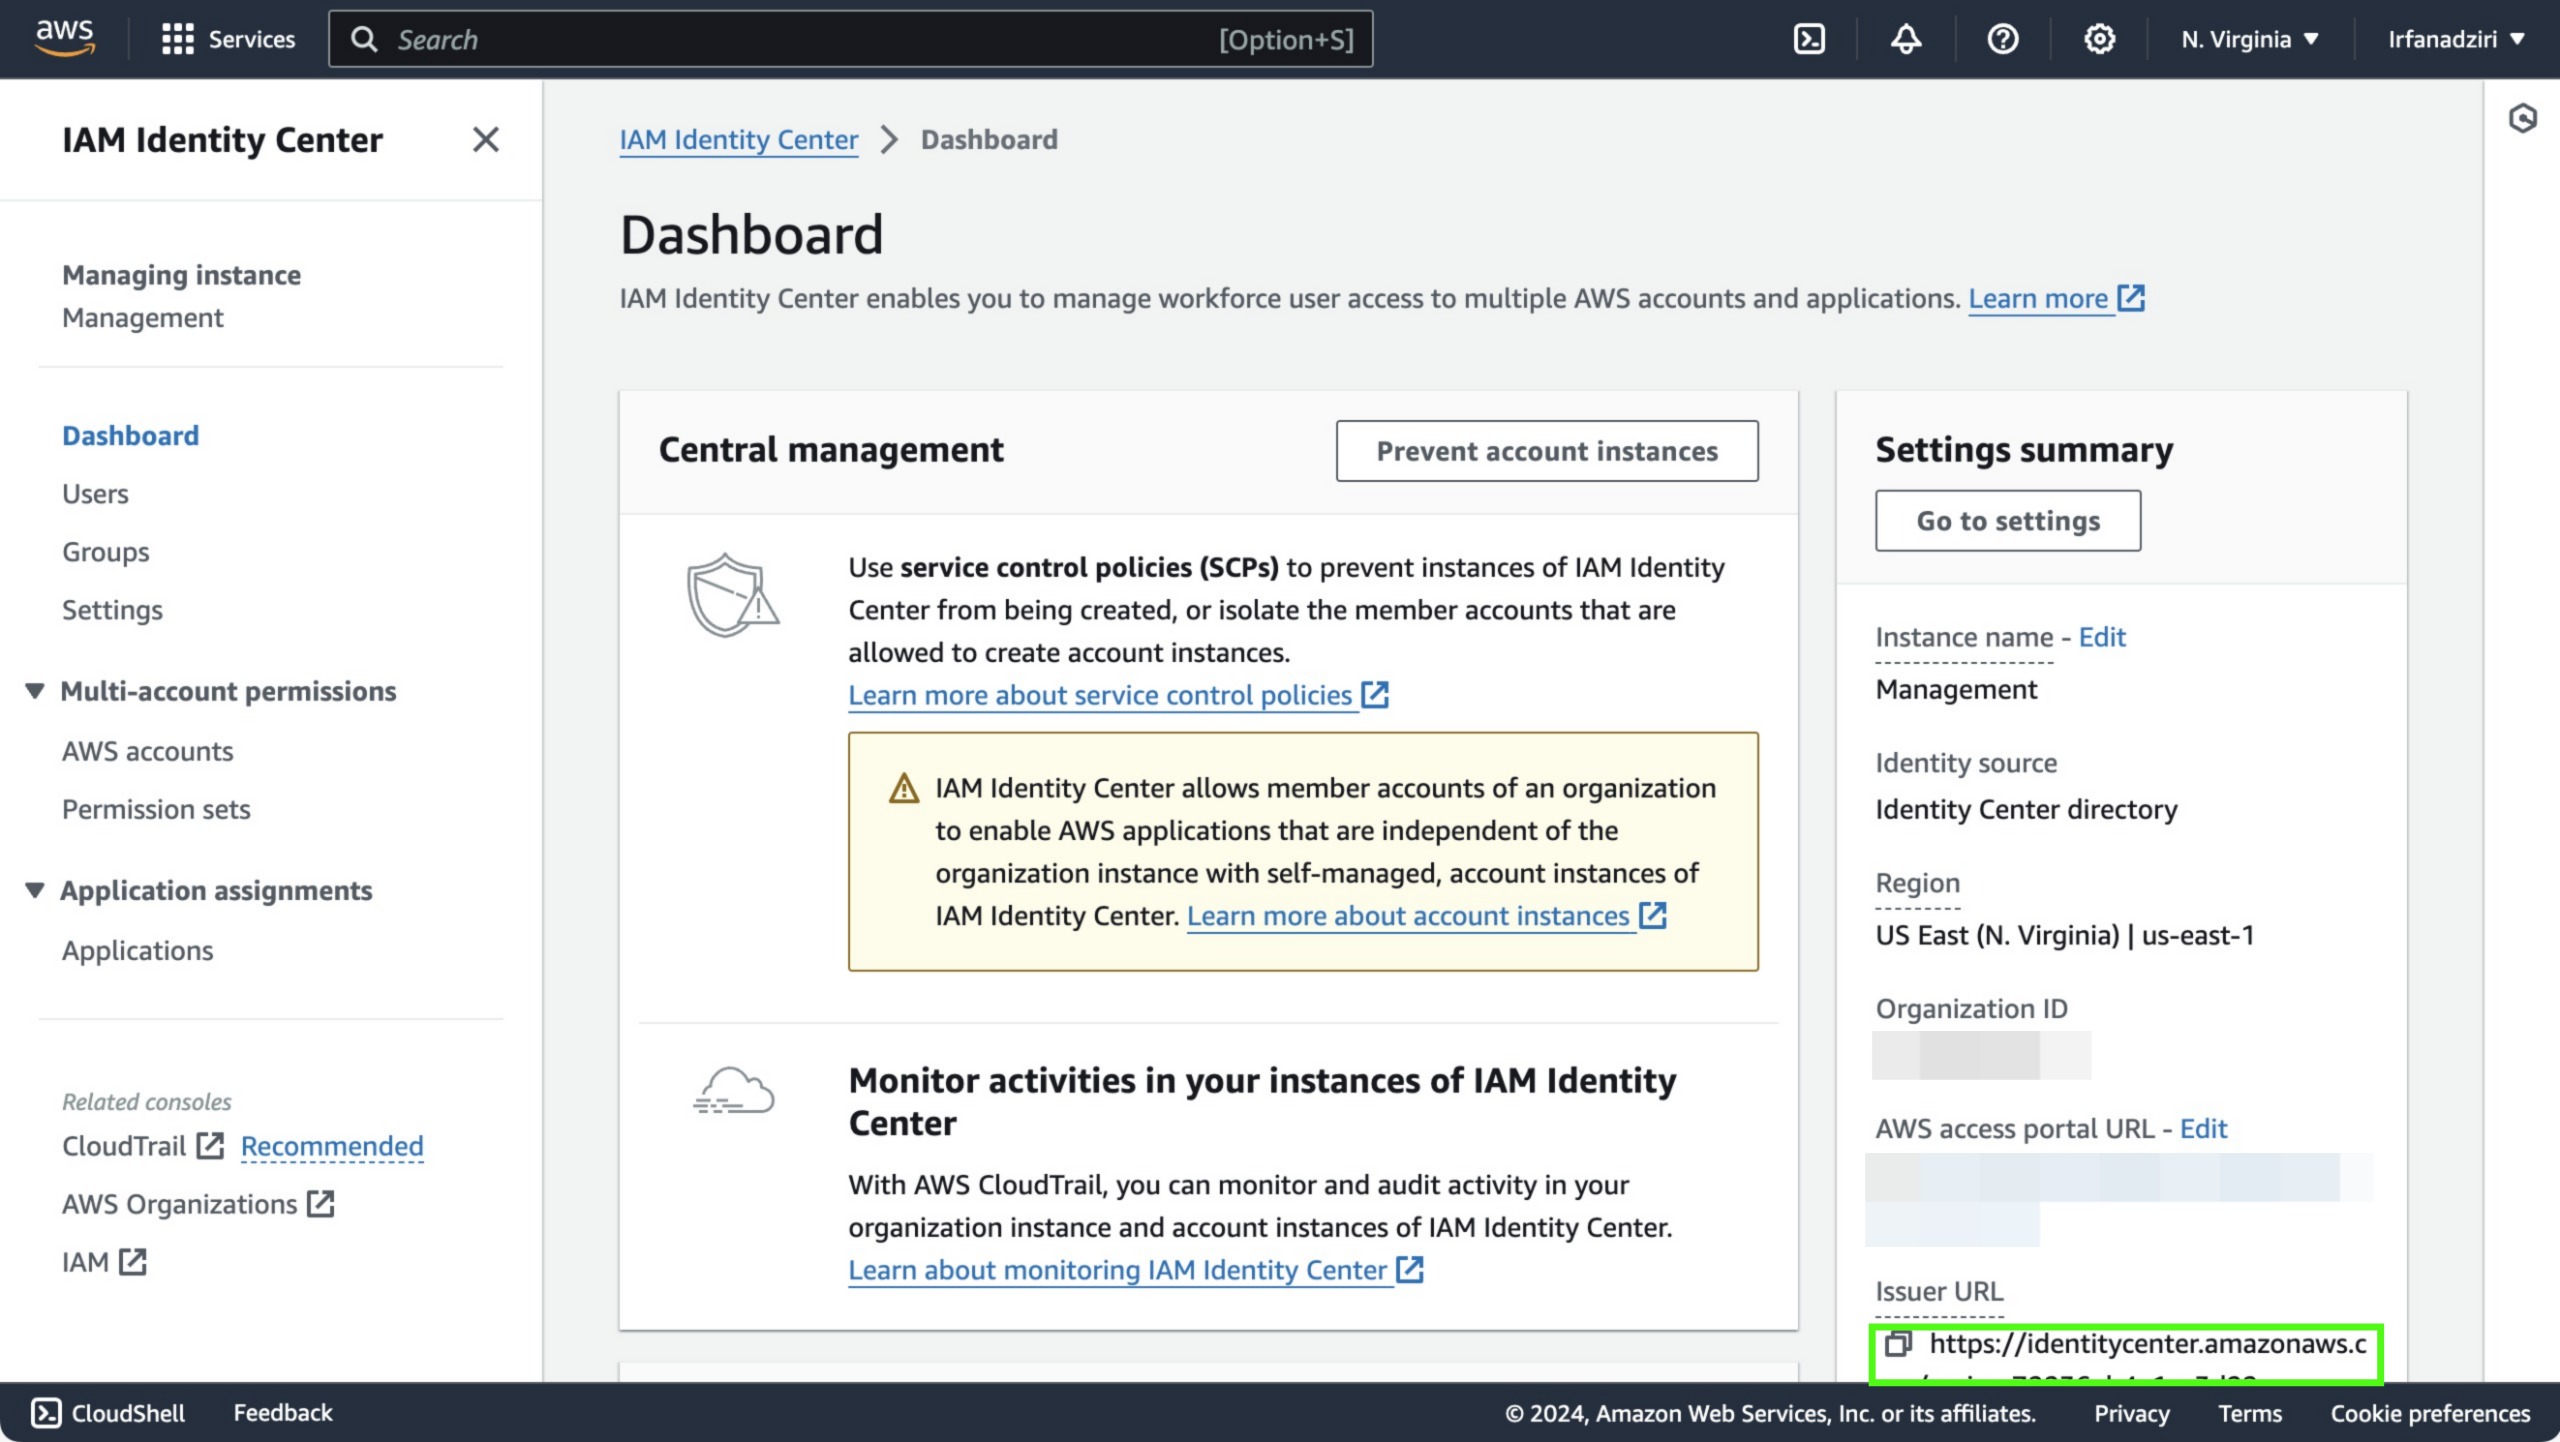 aws
Services
Search
[Option+S]
N. Virginia
Irfanadziri
IAM Identity Center
Managing instance
Management
Dashboard
Users
Groups
Settings
Multi-account permissions
AWS accounts
Permission sets
Application assignments
Applications
Related consoles
CloudTrail Recommended
AWS Organizations
IAM
IAM Identity Center > Dashboard
Dashboard
IAM Identity Center enables you to manage workforce user access to multiple AWS accounts and applications. Learn more
Central management
Prevent account instances
Use service control policies (SCPs) to prevent instances of IAM Identity
Center from being created, or isolate the member accounts that are
allowed to create account instances.
Learn more about service control policies
IAM Identity Center allows member accounts of an organization
to enable AWS applications that are independent of the
organization instance with self-managed, account instances of
IAM Identity Center. Learn more about account instances
Monitor activities in your instances of IAM Identity
Center
With AWS CloudTrail, you can monitor and audit activity in your
organization instance and account instances of IAM Identity Center.
Learn about monitoring IAM Identity Center
Settings summary
Go to settings
Instance name - Edit
Management
Identity source
Identity Center directory
Region
US East (N. Virginia) | us-east-1
Organization ID
AWS access portal URL - Edit
Issuer URL
https://identitycenter.amazonaws.c
CloudShell
Feedback
© 2024, Amazon Web Services, Inc. or its affiliates.
Privacy
Terms
Cookie preferences